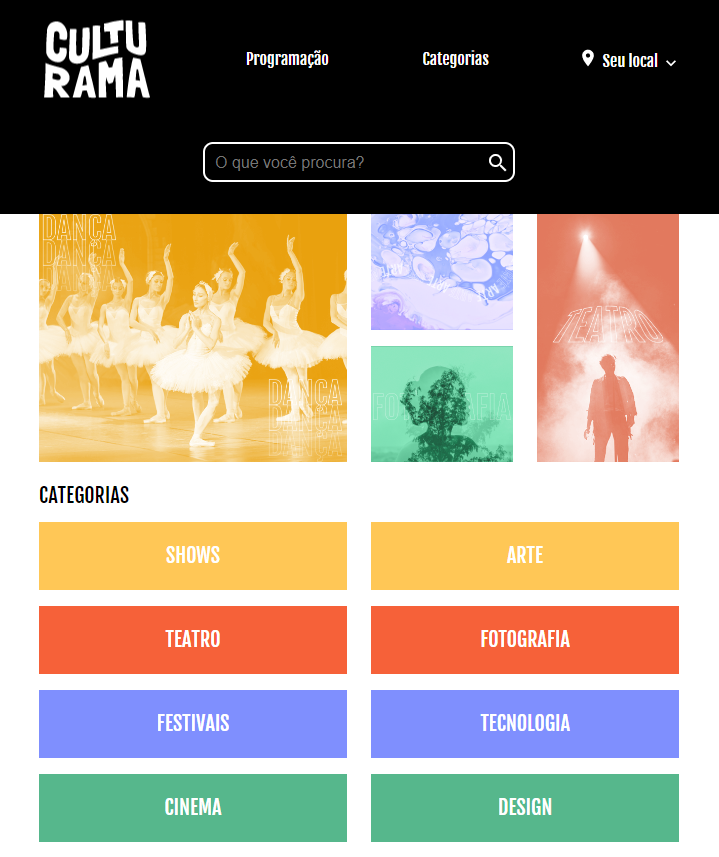 CULTU
RAMA
Programação
Categorias
Seu local
O que você procura?
DANÇA
DANÇA
DANÇA
ARTE
TEATRO
DANÇA
DANÇA
DANÇA
FOTOGRAFIA
CATEGORIAS
SHOWS
ARTE
TEATRO
FOTOGRAFIA
FESTIVAIS
TECNOLOGIA
CINEMA
DESIGN